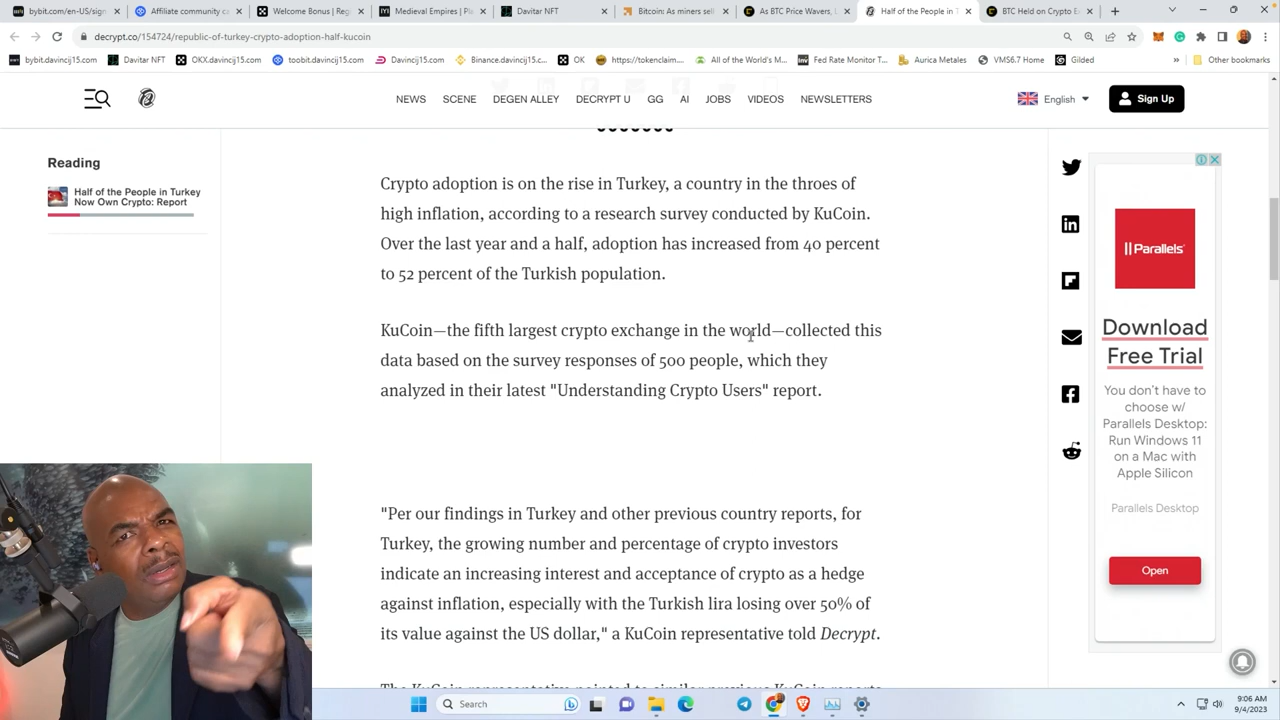 bybit.com/en-US/sign
Affiliate community ca
Welcome Bonus | Reg
Medieval Empires | Pl
Davitar NFT
Bitcoin: As miners sel
As BTC Price Wavers, I
Half of the People in T
BTC Held on Crypto E
decrypt.co/154724/republic-of-turkey-crypto-adoption-half-kucoin
bybit.davincij15.com
Davitar NFT
OKX.davincij15.com
toobit.davincij15.com
Davincij15.com
Binance.davincij15.c...
OK
https://tokenclaim....
All of the World's M...
Fed Rate Monitor T...
Aurica Metales
VMS6.7 Home
Gilded
Other bookmarks
NEWS
SCENE
DEGEN ALLEY
DECRYPT U
GG
AI
JOBS
VIDEOS
NEWSLETTERS
English
Sign Up
Reading
Half of the People in Turkey
Now Own Crypto: Report
Crypto adoption is on the rise in Turkey, a country in the throes of
high inflation, according to a research survey conducted by KuCoin.
Over the last year and a half, adoption has increased from 40 percent
to 52 percent of the Turkish population.
KuCoin—the fifth largest crypto exchange in the world—collected this
data based on the survey responses of 500 people, which they
analyzed in their latest "Understanding Crypto Users" report.
"Per our findings in Turkey and other previous country reports, for
Turkey, the growing number and percentage of crypto investors
indicate an increasing interest and acceptance of crypto as a hedge
against inflation, especially with the Turkish lira losing over 50% of
its value against the US dollar," a KuCoin representative told Decrypt.
The KuCoin representative pointed to similar previous KuCoin reports
|| Parallels
Download
Free Trial
You don't have to
choose w/
Parallels Desktop:
Run Windows 11
on a Mac with
Apple Silicon
Parallels Desktop
Open
Search
9:06 AM
9/4/2023